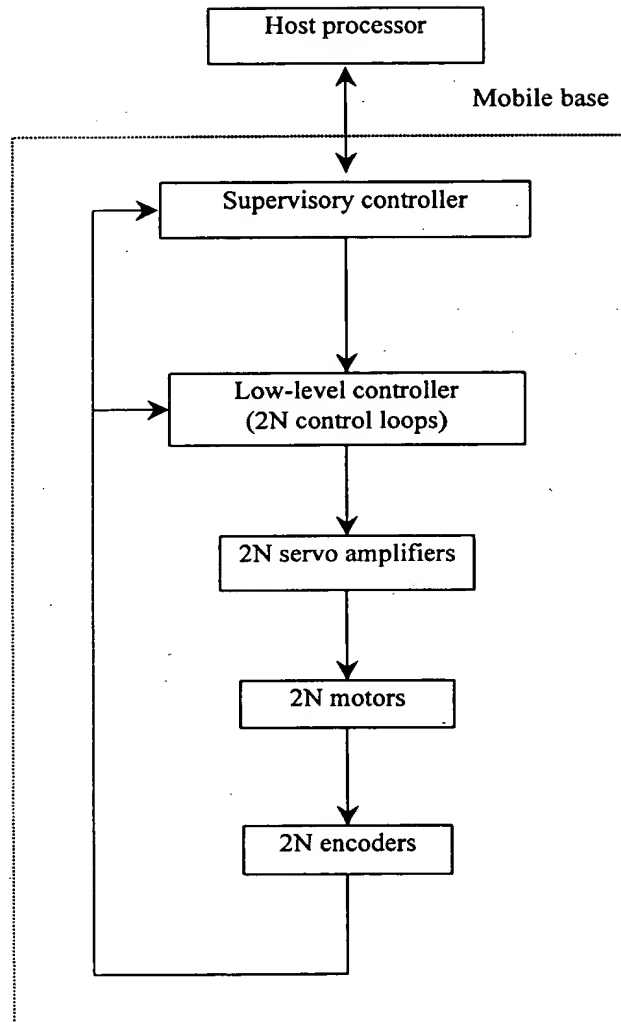 Host processor
Mobile base
Supervisory controller
Low-level controller
(2N control loops)
2N servo amplifiers
2N motors
2N encoders